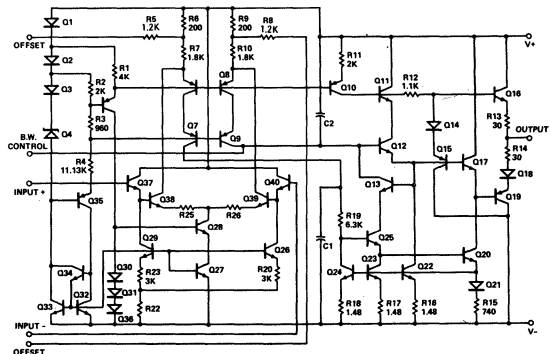 Q1
R5
1.2K
R6
200
R9
200
R8
1.2K
V+
OFFSET
R7
1.8K
R10
1.8K
Q2
R1
4K
R11
2K
R2
2K
Q8
Q10
Q11
R12
1.1K
Q16
Q3
R3
960
C2
R13
30
OUTPUT
Q4
Q7
Q9
Q12
Q14
Q15
Q17
R14
30
B.W.
CONTROL
R4
11.13K
Q18
Q13
Q19
INPUT +
Q35
Q37
Q38
Q39
Q40
R25
R26
R19
6.3K
Q28
C1
Q25
Q29
Q26
Q34
Q30
R23
3K
Q27
R20
3K
Q24
Q23
Q22
Q20
Q31
Q21
Q33
Q32
Q36
R22
R18
1.48
R17
1.48
R16
1.48
R15
740
INPUT −
V−
OFFSET